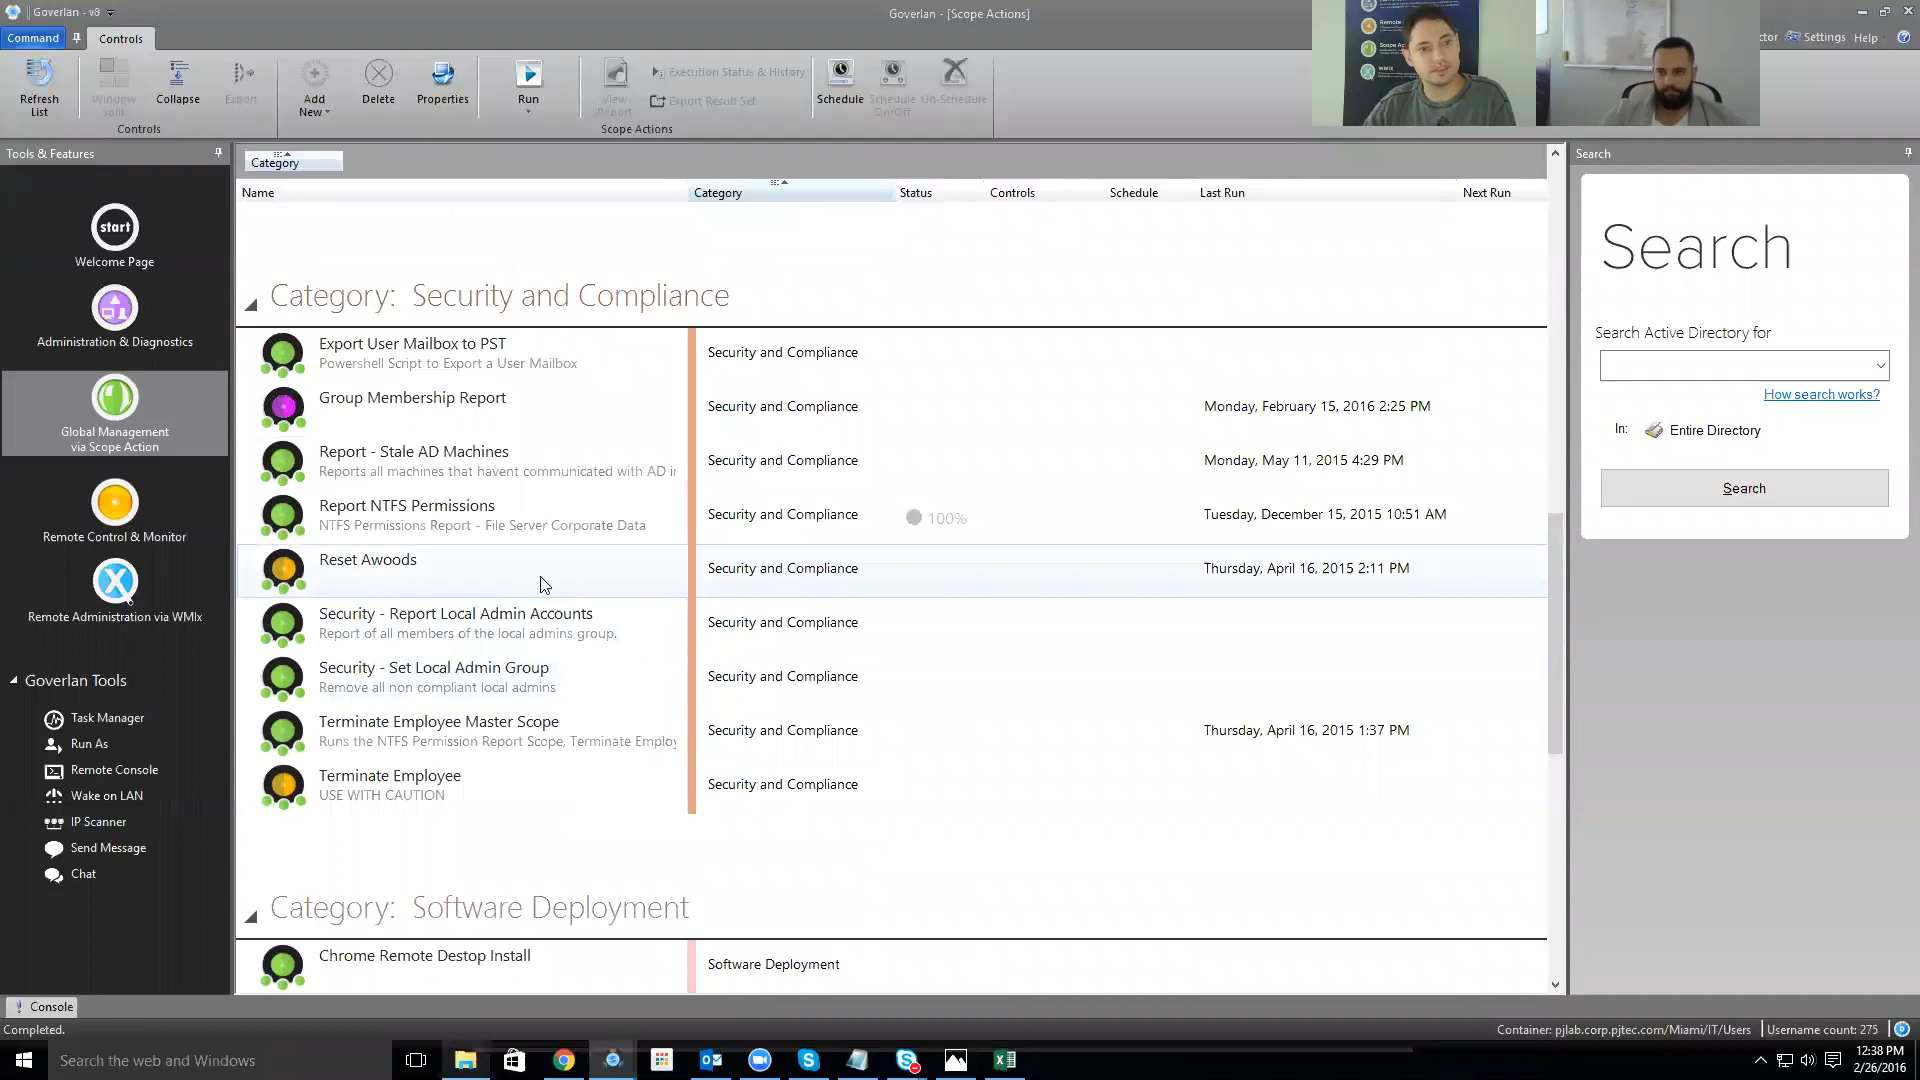 Goverlan - v8
Goverlan - [Scope Actions]
Command
Controls
ctor
Settings
Help
Refresh
List
Window
Split
Collapse
Export
Controls
Add
New
Delete
Properties
Run
View
Report
Execution Status & History
Export Result Set
Scope Actions
Schedule
Schedule
On/Off
Un-Schedule
Tools & Features
start
Welcome Page
Administration & Diagnostics
Global Management
via Scope Action
Remote Control & Monitor
Remote Administration via WMIx
Goverlan Tools
Task Manager
Run As
Remote Console
Wake on LAN
IP Scanner
Send Message
Chat
Category
Name Category Status Controls Schedule Last Run Next Run
Category: Security and Compliance
Export User Mailbox to PST
Powershell Script to Export a User Mailbox
Security and Compliance
Group Membership Report
Security and Compliance
Monday, February 15, 2016 2:25 PM
Report - Stale AD Machines
Reports all machines that havent communicated with AD in
Security and Compliance
Monday, May 11, 2015 4:29 PM
Report NTFS Permissions
NTFS Permissions Report - File Server Corporate Data
Security and Compliance
100%
Tuesday, December 15, 2015 10:51 AM
Reset Awoods
Security and Compliance
Thursday, April 16, 2015 2:11 PM
Security - Report Local Admin Accounts
Report of all members of the local admins group.
Security and Compliance
Security - Set Local Admin Group
Remove all non compliant local admins
Security and Compliance
Terminate Employee Master Scope
Runs the NTFS Permission Report Scope, Terminate Employ
Security and Compliance
Thursday, April 16, 2015 1:37 PM
Terminate Employee
USE WITH CAUTION
Security and Compliance
Category: Software Deployment
Chrome Remote Destop Install
Software Deployment
Search
Search
Search Active Directory for
How search works?
In: Entire Directory
Search
Console
Completed.
Container: pjlab.corp.pjtec.com/Miami/IT/Users
Username count: 275
Search the web and Windows
12:38 PM
2/26/2016